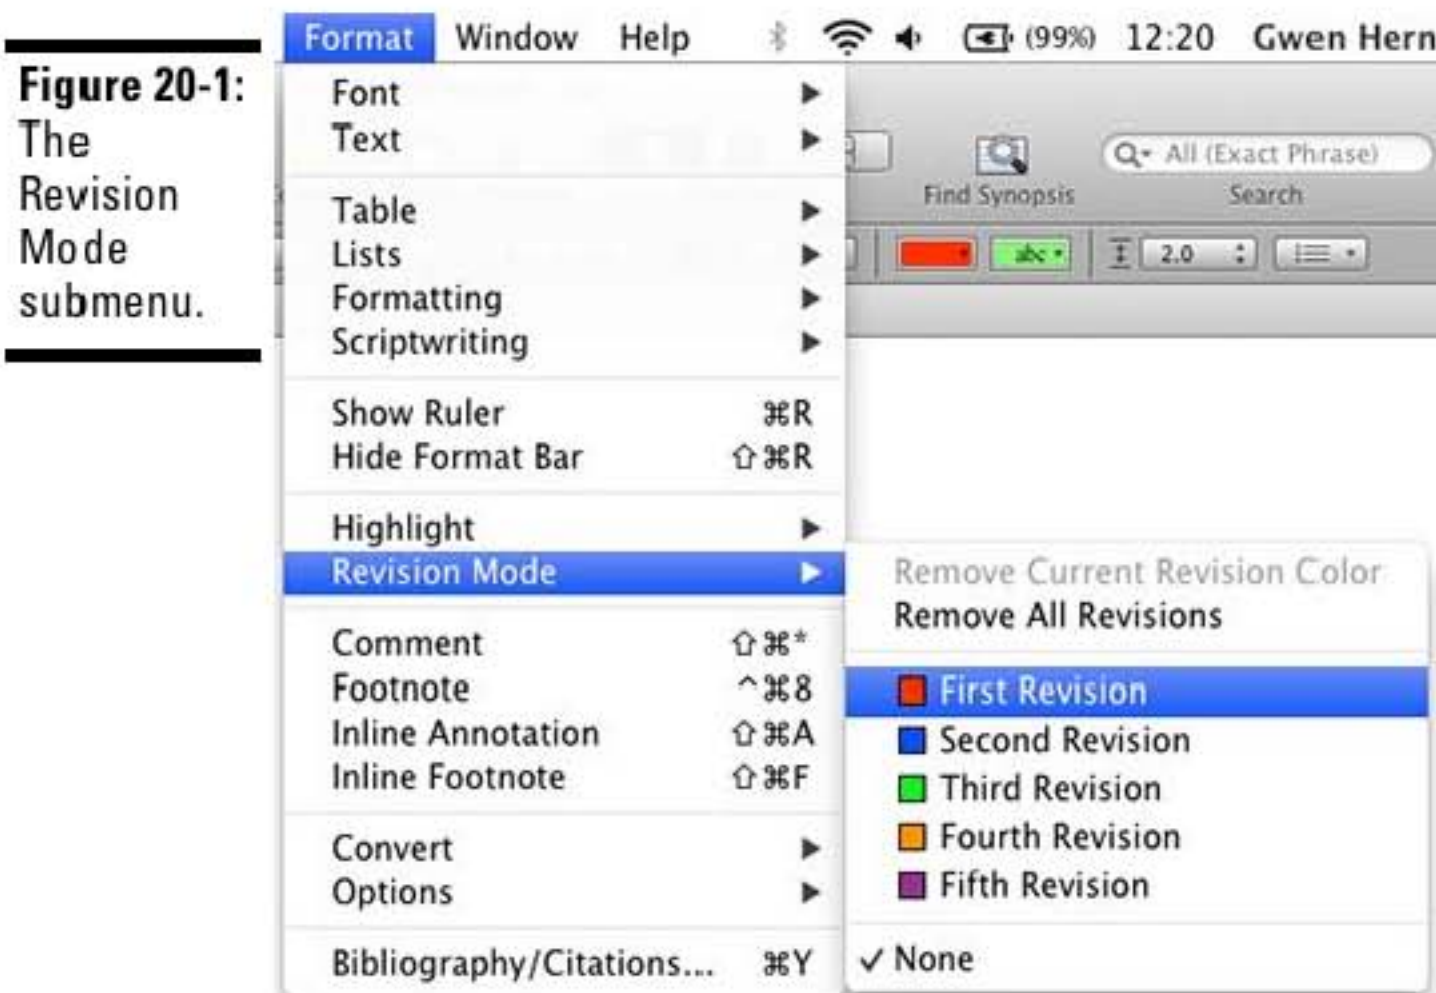 Figure 20-1:
The
Revision
Mode
submenu.
Format Window Help (99%) 12:20 Gwen Hern
Font
Text
Find Synopsis
All (Exact Phrase)
Search
Table
Lists
abc
2.0
Formatting
Scriptwriting
Show Ruler ⌘R
Hide Format Bar ⇧⌘R
Highlight
Revision Mode
Comment ⇧⌘*
Footnote ^⌘8
Inline Annotation ⇧⌘A
Inline Footnote ⇧⌘F
Convert
Options
Bibliography/Citations... ⌘Y
Remove Current Revision Color
Remove All Revisions
First Revision
Second Revision
Third Revision
Fourth Revision
Fifth Revision
✓ None